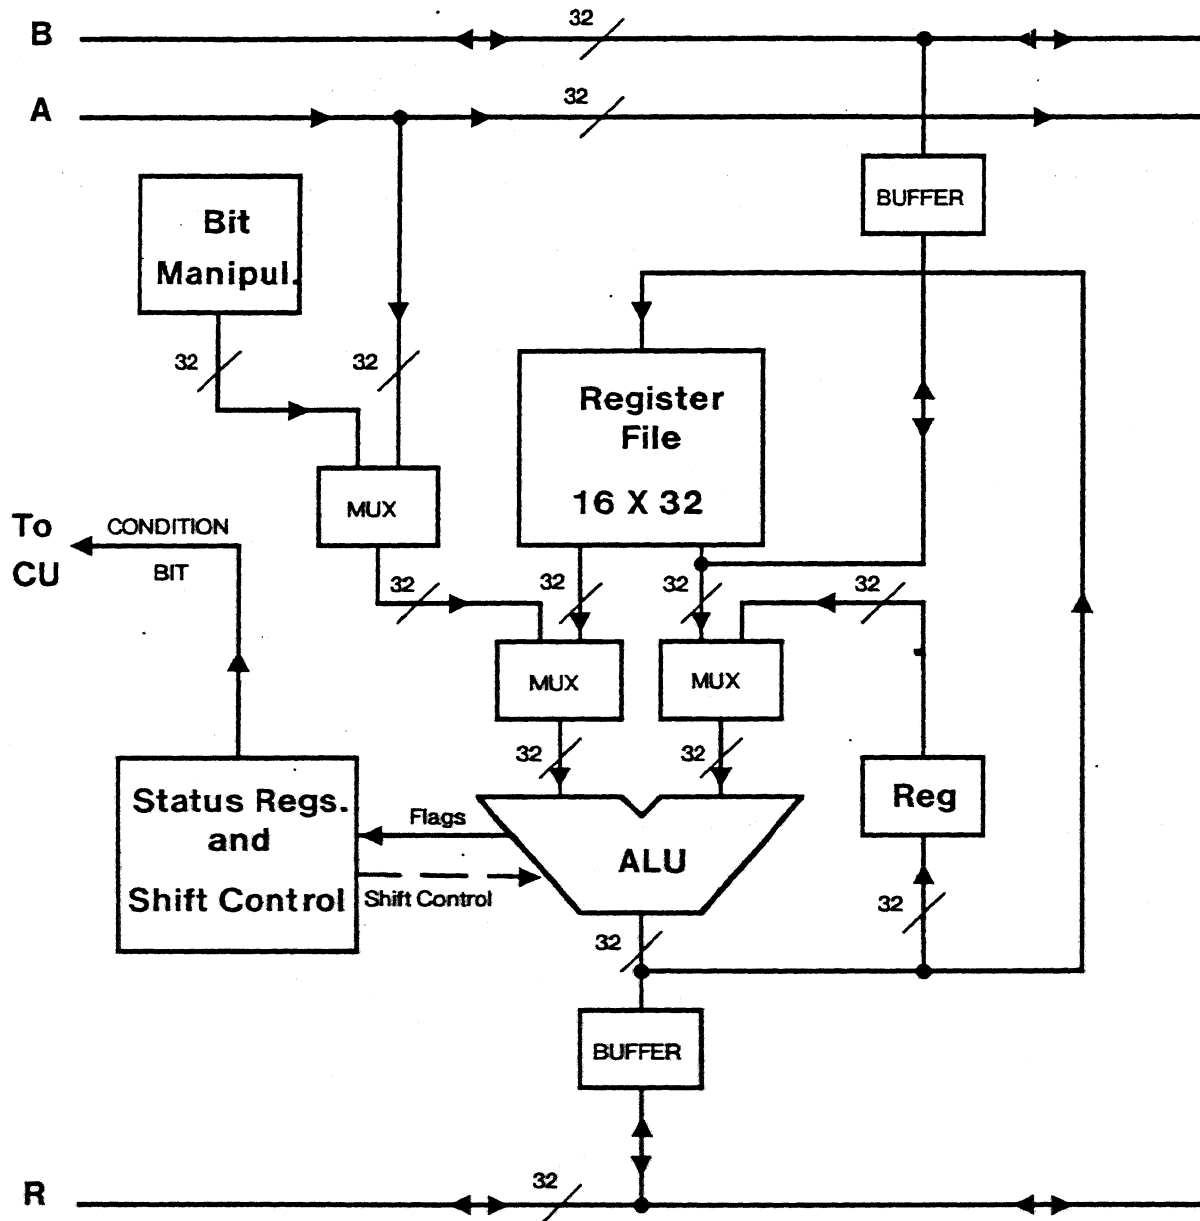 B
32
A
32
BUFFER
Bit
Manipul.
32
32
Register
File
16 X 32
MUX
To
CU
CONDITION
BIT
32
32
32
32
MUX
MUX
32
32
Status Regs.
and
Shift Control
Flags
Shift Control
ALU
Reg
32
32
BUFFER
R
32